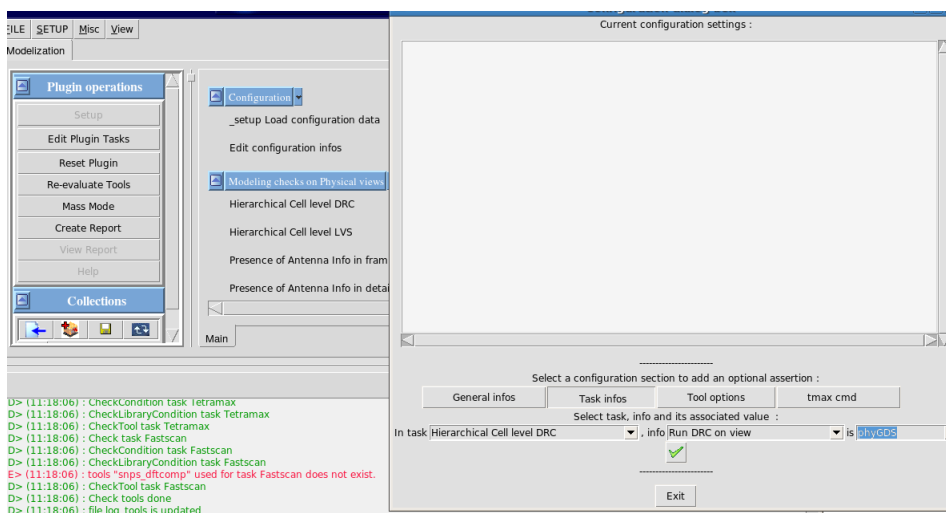 FILE SETUP Misc View
Modelization
Plugin operations
Setup
Edit Plugin Tasks
Reset Plugin
Re-evaluate Tools
Mass Mode
Create Report
View Report
Help
Collections
Configuration
_setup Load configuration data
Edit configuration infos
Modeling checks on Physical views
Hierarchical Cell level DRC
Hierarchical Cell level LVS
Presence of Antenna Info in fram
Presence of Antenna Info in detai
Main
D> (11:18:06) : CheckCondition task Tetramax
D> (11:18:06) : CheckLibraryCondition task Tetramax
D> (11:18:06) : CheckTool task Tetramax
D> (11:18:06) : Check task Fastscan
D> (11:18:06) : CheckCondition task Fastscan
D> (11:18:06) : CheckLibraryCondition task Fastscan
E> (11:18:06) : tools "snps_dftcomp" used for task Fastscan does not exist.
D> (11:18:06) : CheckTool task Fastscan
D> (11:18:06) : Check tools done
D> (11:18:06) : file log_tools is updated
Current configuration settings :
-----------------------
Select a configuration section to add an optional assertion :
General infos Task infos Tool options tmax cmd
Select task, info and its associated value :
In task Hierarchical Cell level DRC , info Run DRC on view is phyGDS
-----------------------
Exit